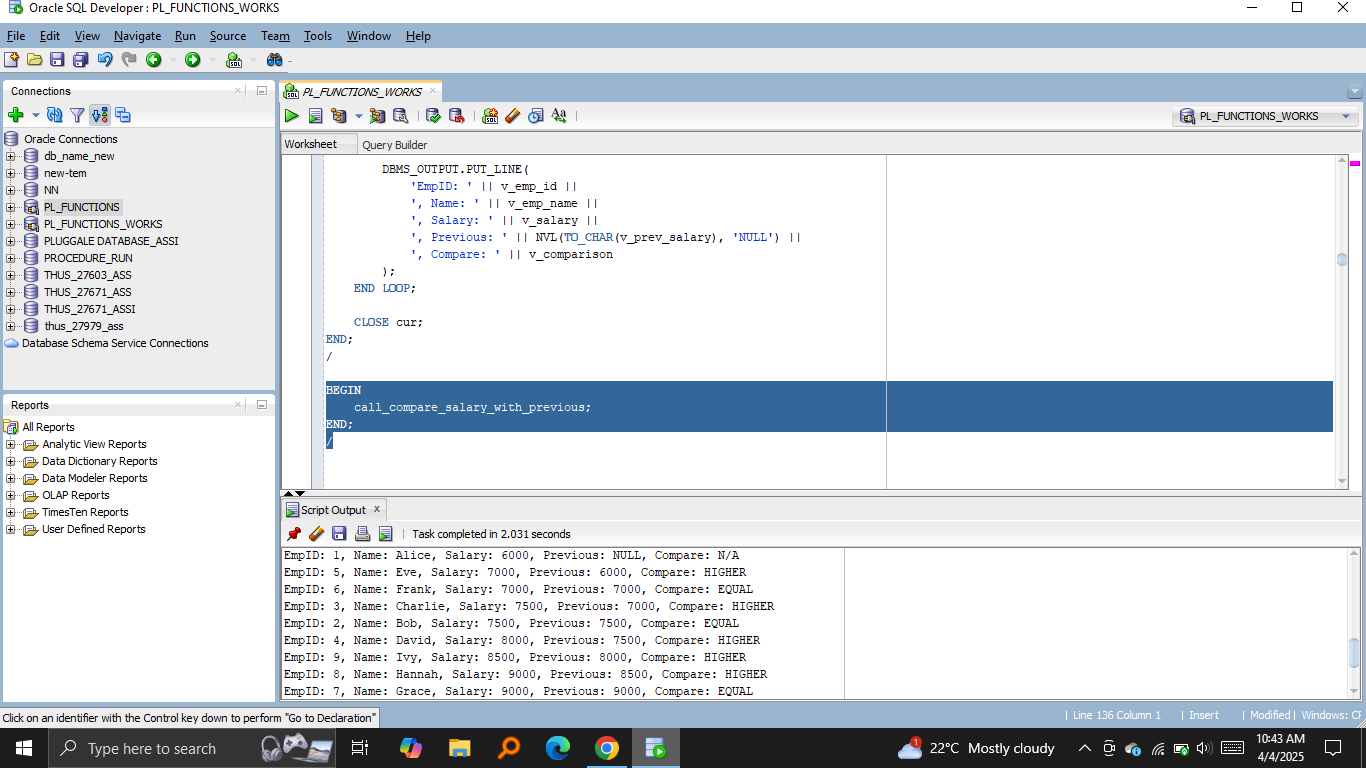 Oracle SQL Developer : PL_FUNCTIONS_WORKS
File Edit View Navigate Run Source Team Tools Window Help
Connections
Oracle Connections
db_name_new
new-tem
NN
PL_FUNCTIONS
PL_FUNCTIONS_WORKS
PLUGGALE DATABASE_ASSI
PROCEDURE_RUN
THUS_27603_ASS
THUS_27671_ASS
THUS_27671_ASSI
thus_27979_ass
Database Schema Service Connections
Reports
All Reports
Analytic View Reports
Data Dictionary Reports
Data Modeler Reports
OLAP Reports
TimesTen Reports
User Defined Reports
PL_FUNCTIONS_WORKS
PL_FUNCTIONS_WORKS
Worksheet Query Builder
DBMS_OUTPUT.PUT_LINE(
'EmpID: ' || v_emp_id ||
', Name: ' || v_emp_name ||
', Salary: ' || v_salary ||
', Previous: ' || NVL(TO_CHAR(v_prev_salary), 'NULL') ||
', Compare: ' || v_comparison
);
END LOOP;
CLOSE cur;
END;
/
BEGIN
call_compare_salary_with_previous;
END;
/
Script Output
Task completed in 2.031 seconds
EmpID: 1, Name: Alice, Salary: 6000, Previous: NULL, Compare: N/A
EmpID: 5, Name: Eve, Salary: 7000, Previous: 6000, Compare: HIGHER
EmpID: 6, Name: Frank, Salary: 7000, Previous: 7000, Compare: EQUAL
EmpID: 3, Name: Charlie, Salary: 7500, Previous: 7000, Compare: HIGHER
EmpID: 2, Name: Bob, Salary: 7500, Previous: 7500, Compare: EQUAL
EmpID: 4, Name: David, Salary: 8000, Previous: 7500, Compare: HIGHER
EmpID: 9, Name: Ivy, Salary: 8500, Previous: 8000, Compare: HIGHER
EmpID: 8, Name: Hannah, Salary: 9000, Previous: 8500, Compare: HIGHER
EmpID: 7, Name: Grace, Salary: 9000, Previous: 9000, Compare: EQUAL
Click on an identifier with the Control key down to perform "Go to Declaration"
| Line 136 Column 1 | Insert | Modified | Windows:
Type here to search
1
22°C Mostly cloudy
10:43 AM
4/4/2025